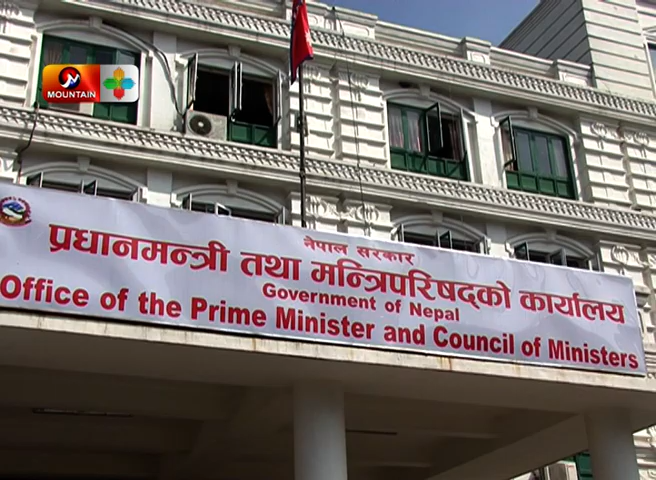 MOUNTAIN
नेपाल सरकार
प्रधानमन्त्री तथा मन्त्रिपरिषद्को कार्यालय
Government of Nepal
Office of the Prime Minister and Council of Ministers